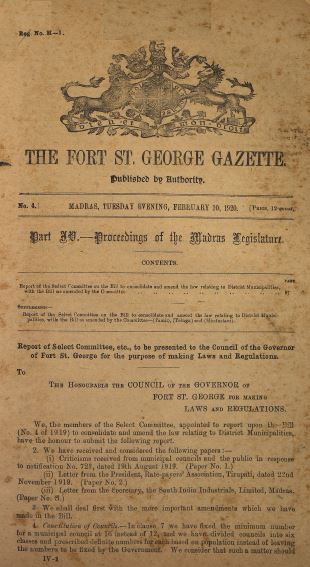 Reg. No. M—1.
DIEU ET MON DROIT
THE FORT ST. GEORGE GAZETTE.
Published by Authority.
No. 4.] MADRAS, TUESDAY EVENING, FEBRUARY 10, 1920. [PRICE, 12 annas.
Part IV.—Proceedings of the Madras Legislature.
CONTENTS.
PAGE
Report of the Select Committee on the Bill to consolidate and amend the law relating to District Municipalities,
with the Bill as amended by the Committee
SUPPLEMENT—
Report of the Select Committee on the Bill to consolidate and amend the law relating to District Munici-
palities, with the Bill as amended by the Committee—(Tamil), (Telugu) and (Hindustani).
Report of Select Committee, etc., to be presented to the Council of the Governor
of Fort St. George for the purpose of making Laws and Regulations.
To
THE HONOURABLE THE COUNCIL OF THE GOVERNOR OF
FORT ST. GEORGE FOR MAKING
LAWS AND REGULATIONS.
We, the members of the Select Committee, appointed to report upon the Bill
(No. 4 of 1919) to consolidate and amend the law relating to District Municipalities,
have the honour to submit the following report.
2. We have received and considered the following papers:—
(i) Criticisms received from municipal councils and the public in response
to notification No. 723, dated 19th August 1919. (Paper No. 1.)
(ii) Letter from the President, Rate-payers' Association, Tirupati, dated 22nd
November 1919. (Paper No. 2.)
(iii) Letter from the Secretary, the South India Industrials, Limited, Madras.
(Paper No. 3.)
3. We shall deal first with the more important amendments which we have
made in the Bill.
4. Constitution of Councils.—In clause 7 we have fixed the minimum number
for a municipal council at 16 instead of 12, and we have divided councils into six
classes and prescribed definite numbers for each based on population instead of leaving
the numbers to be fixed by the Government. We consider that such a matter should
IV—1